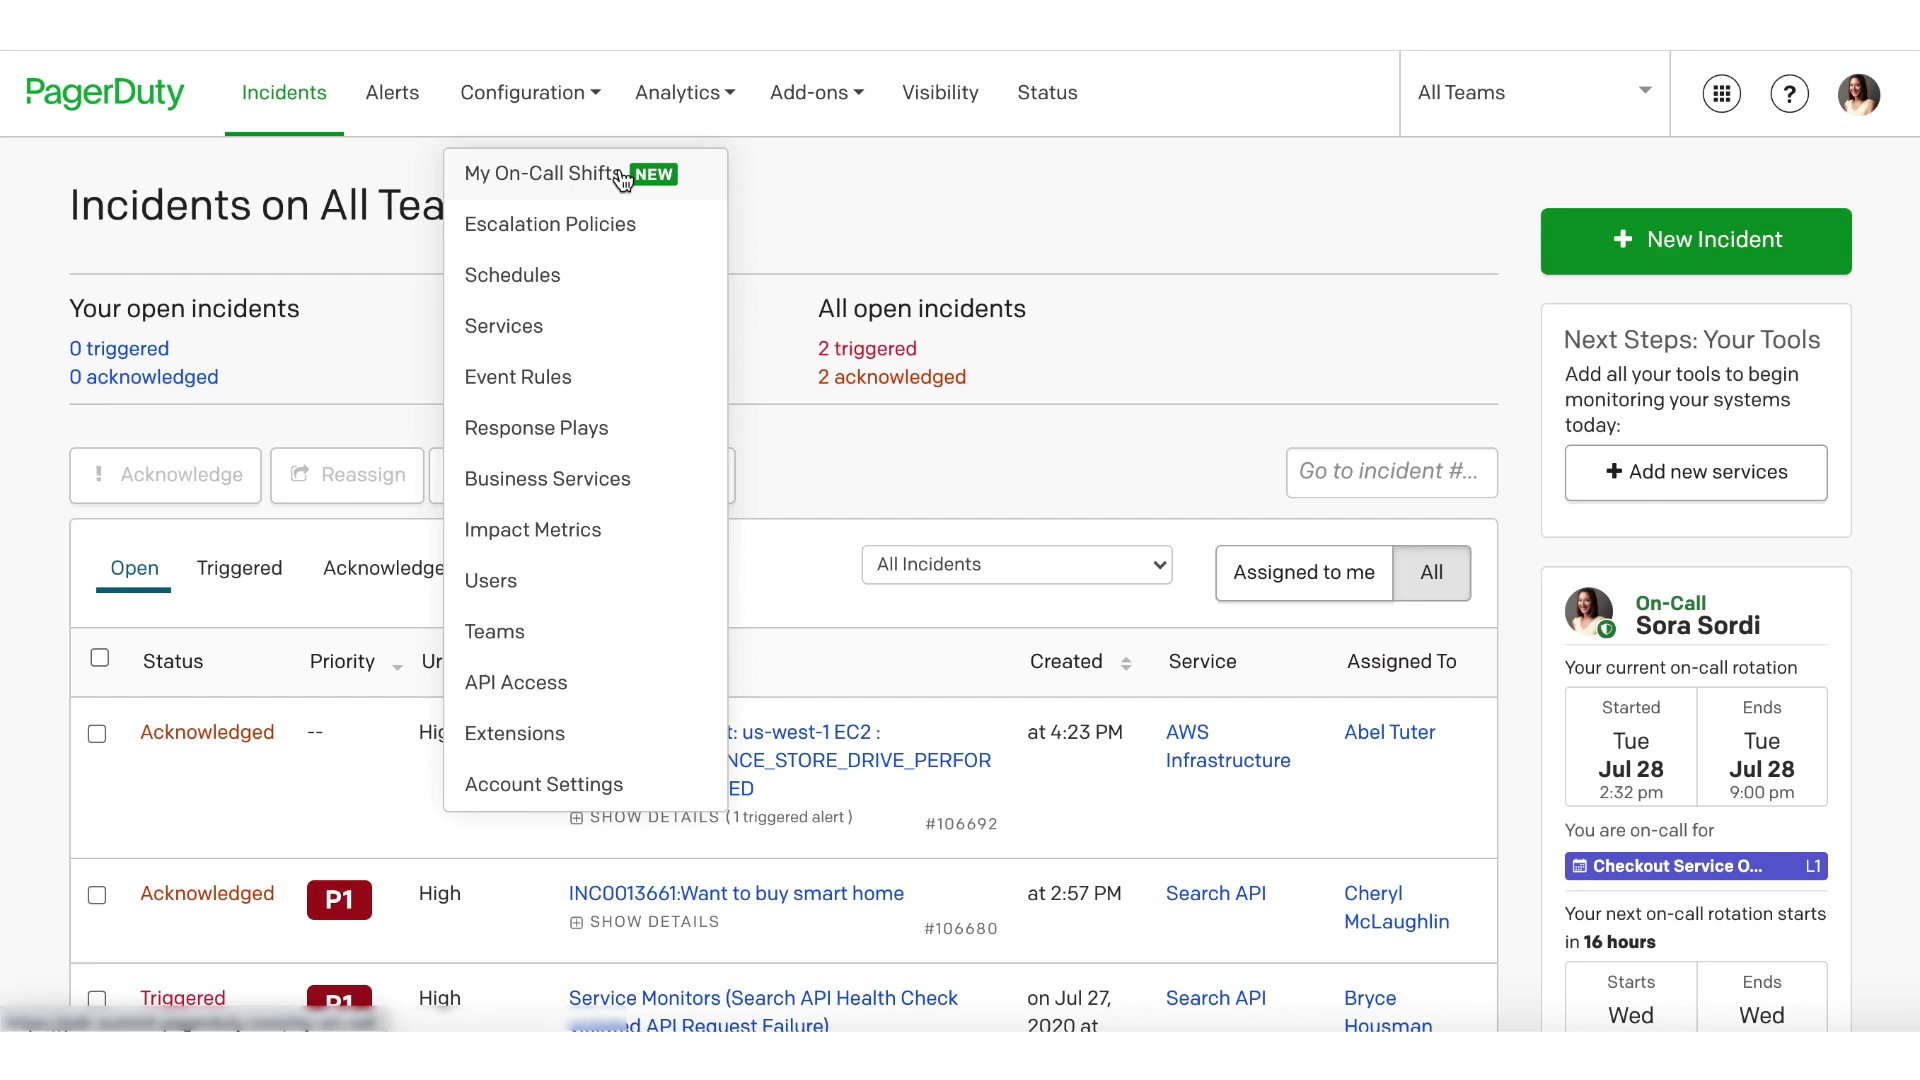 PagerDuty
Incidents
Alerts
Configuration
Analytics
Add-ons
Visibility
Status
All Teams
?
My On-Call Shifts NEW
Escalation Policies
Schedules
Services
Event Rules
Response Plays
Business Services
Impact Metrics
Users
Teams
API Access
Extensions
Account Settings
Incidents on All Tea
Your open incidents
0 triggered
0 acknowledged
All open incidents
2 triggered
2 acknowledged
Acknowledge
Reassign
Go to incident #...
Open
Triggered
Acknowledge
All Incidents
Assigned to me
All
Status
Priority
Ur
Created
Service
Assigned To
Acknowledged
--
Hig
t: us-west-1 EC2 :
NCE_STORE_DRIVE_PERFOR
ED
SHOW DETAILS (1 triggered alert)
#106692
at 4:23 PM
AWS
Infrastructure
Abel Tuter
Acknowledged
P1
High
INC0013661:Want to buy smart home
SHOW DETAILS
#106680
at 2:57 PM
Search API
Cheryl
McLaughlin
Triggered
P1
High
Service Monitors (Search API Health Check
d API Request Failure)
on Jul 27,
2020 at
Search API
Bryce
Housman
New Incident
Next Steps: Your Tools
Add all your tools to begin
monitoring your systems
today:
Add new services
On-Call
Sora Sordi
Your current on-call rotation
Started
Tue
Jul 28
2:32 pm
Ends
Tue
Jul 28
9:00 pm
You are on-call for
Checkout Service O... L1
Your next on-call rotation starts
in 16 hours
Starts
Wed
Ends
Wed